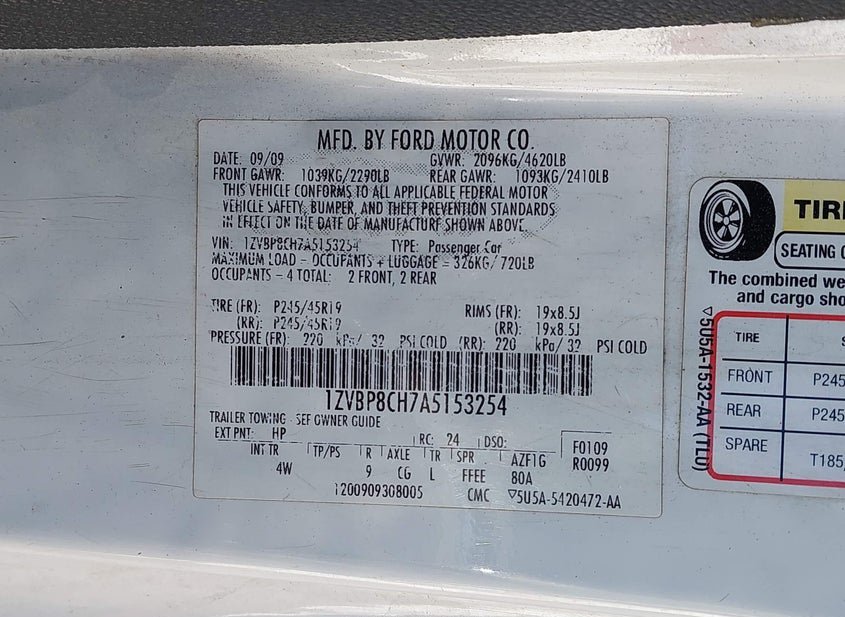 MFD. BY FORD MOTOR CO.
DATE: 09/09 GVWR: 2096KG/4620LB
FRONT GAWR: 1039KG/2290LB REAR GAWR: 1093KG/2410LB
THIS VEHICLE CONFORMS TO ALL APPLICABLE FEDERAL MOTOR
VEHICLE SAFETY, BUMPER, AND THEFT PREVENTION STANDARDS
IN EFFECT ON THE DATE OF MANUFACTURE SHOWN ABOVE
VIN: 1ZVBP8CH7A5153254 TYPE: Passenger Car
MAXIMUM LOAD – OCCUPANTS + LUGGAGE = 326KG/720LB
OCCUPANTS – 4 TOTAL: 2 FRONT, 2 REAR
TIRE (FR): P245/45R19 RIMS (FR): 19x8.5J
(RR): P245/45R19 (RR): 19x8.5J
PRESSURE (FR): 220 kPa/ 32 PSI COLD (RR): 220 kPa/ 32 PSI COLD
1ZVBP8CH7A5153254
TRAILER TOWING – SEE OWNER GUIDE
EXT PNT: HP RC: 24 DSO: F0109
INT TR TP/PS R AXLE TR SPR AZF1G R0099
4W 9 CG L FFEE 80A
1200909308005 CMC ▽5U5A-5420472-AA
TIR
SEATING
The combined we
and cargo sho
TIRE S
FRONT P245
REAR P245
SPARE T185
▽5U5A-1532-AA (TL0)